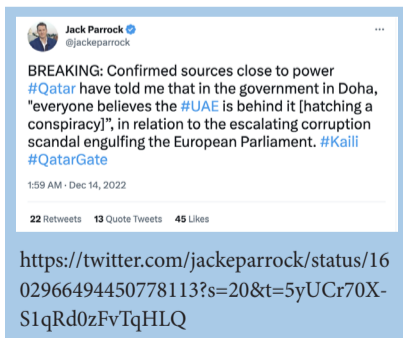 Jack Parrock
@jackeparrock
BREAKING: Confirmed sources close to power
#Qatar have told me that in the government in Doha,
"everyone believes the #UAE is behind it [hatching a
conspiracy]”, in relation to the escalating corruption
scandal engulfing the European Parliament. #Kaili
#QatarGate
1:59 AM · Dec 14, 2022
22 Retweets 13 Quote Tweets 45 Likes
https://twitter.com/jackeparrock/status/16
02966494450778113?s=20&t=5yUCr70X-
S1qRd0zFvTqHLQ